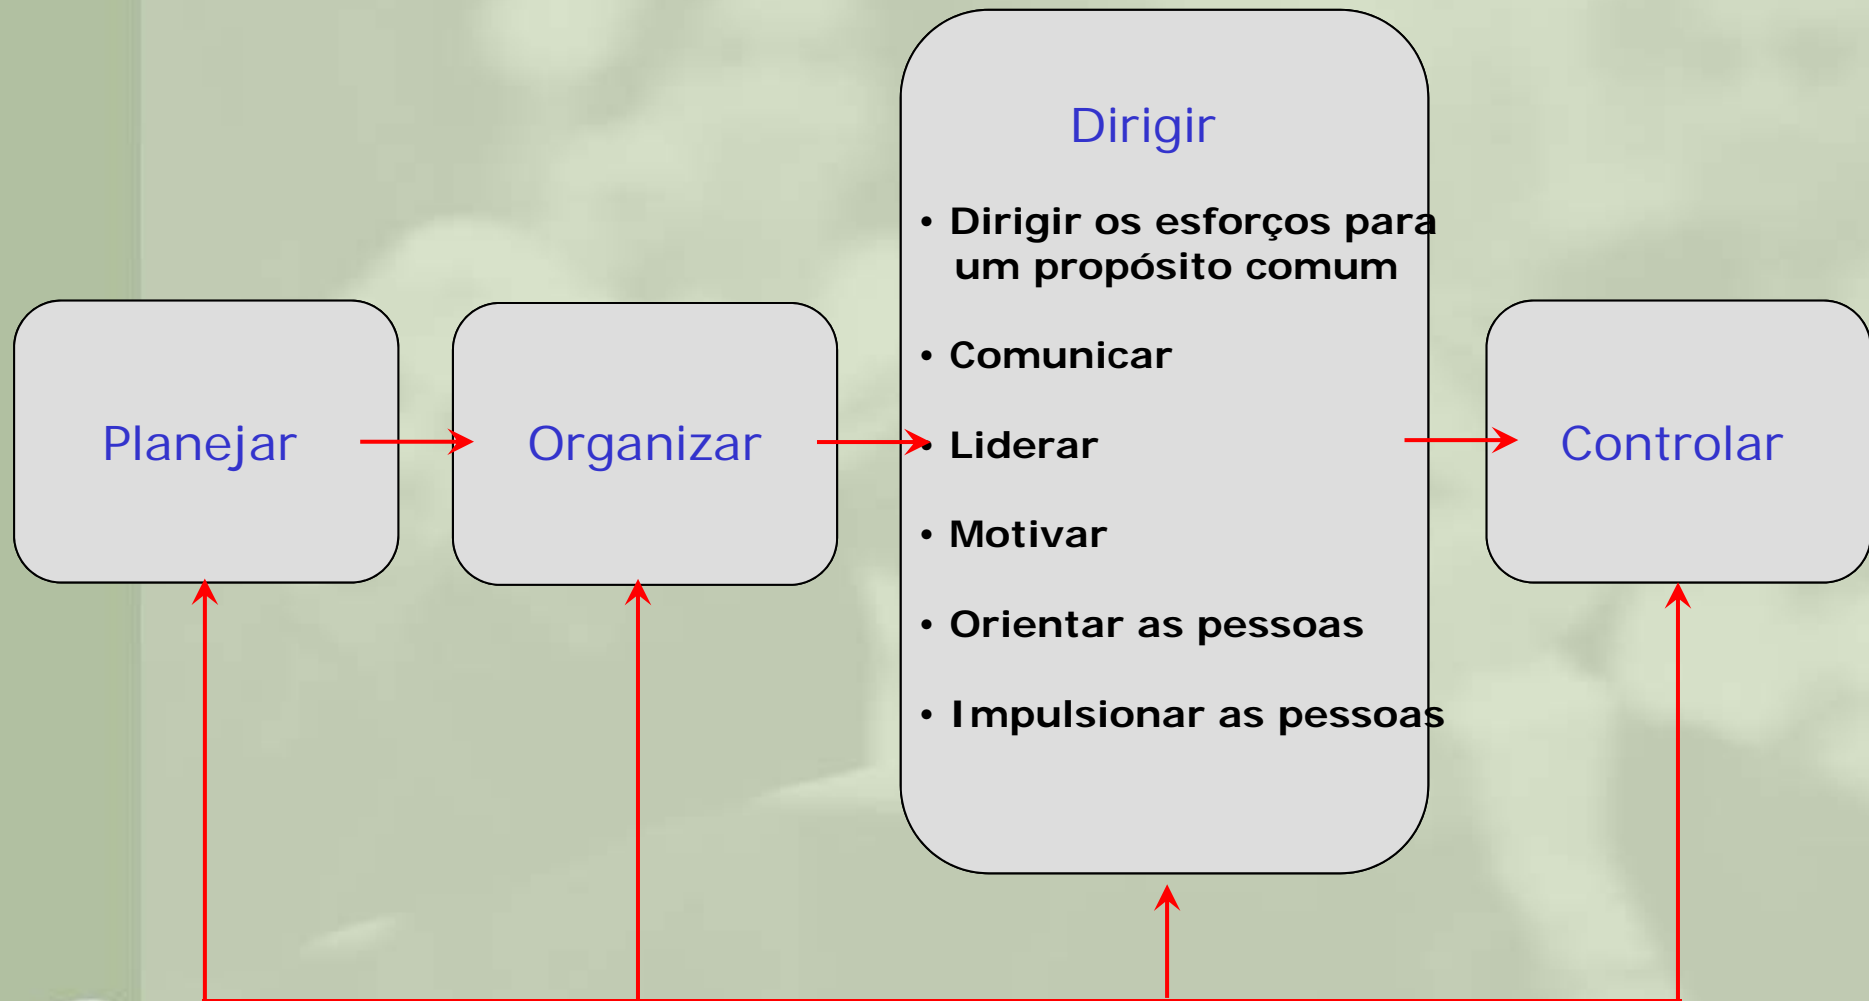 Planejar
Organizar
Dirigir
• Dirigir os esforços para
um propósito comum
• Comunicar
• Liderar
• Motivar
• Orientar as pessoas
• Impulsionar as pessoas
Controlar